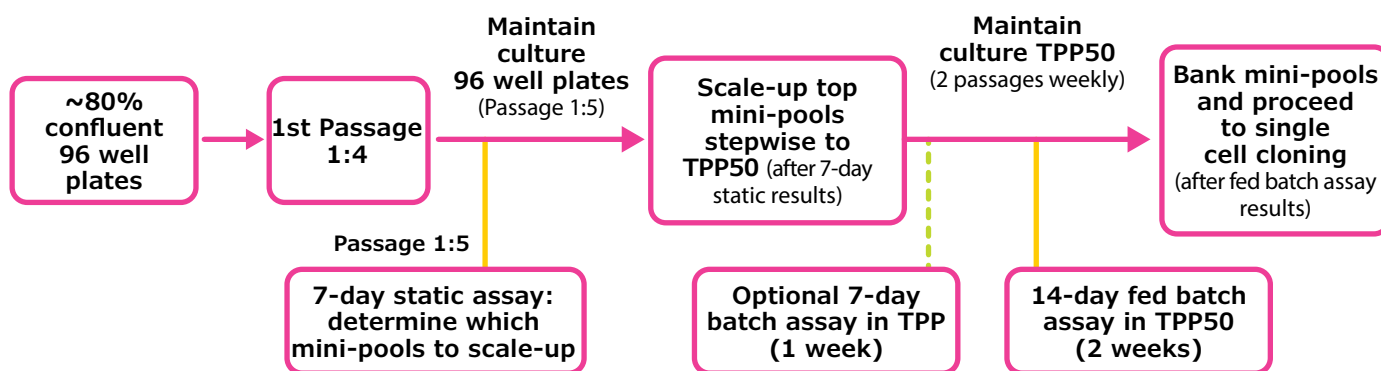 ~80%
confluent
96 well
plates
1st Passage
1:4
Maintain
culture
96 well plates
(Passage 1:5)
Passage 1:5
7-day static assay:
determine which
mini-pools to scale-up
Scale-up top
mini-pools
stepwise to
TPP50 (after 7-day
static results)
Maintain
culture TPP50
(2 passages weekly)
Optional 7-day
batch assay in TPP
(1 week)
14-day fed batch
assay in TPP50
(2 weeks)
Bank mini-pools
and proceed
to single
cell cloning
(after fed batch assay
results)